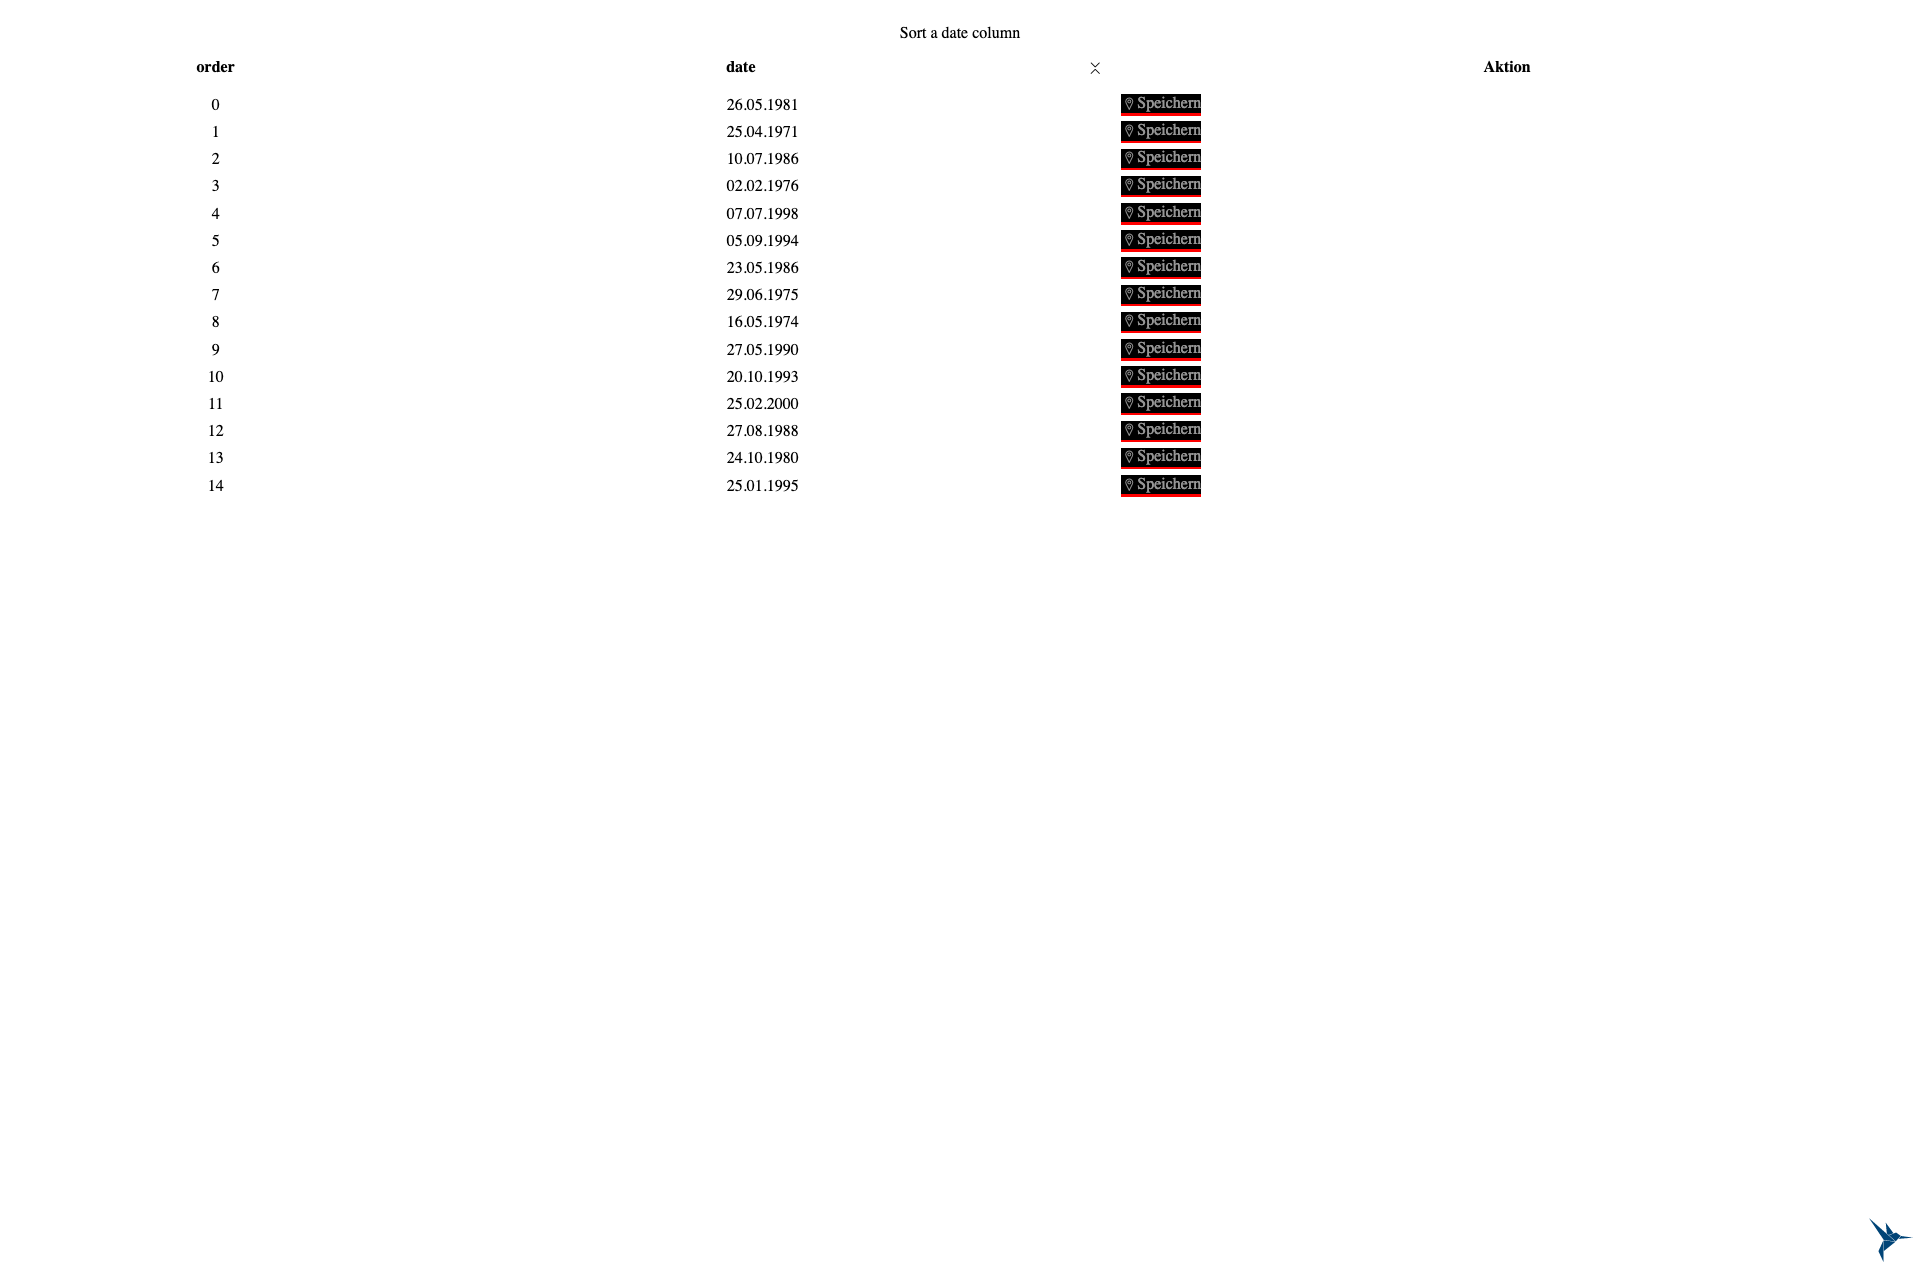 Sort a date column
order date Aktion
0 26.05.1981 Speichern
1 25.04.1971 Speichern
2 10.07.1986 Speichern
3 02.02.1976 Speichern
4 07.07.1998 Speichern
5 05.09.1994 Speichern
6 23.05.1986 Speichern
7 29.06.1975 Speichern
8 16.05.1974 Speichern
9 27.05.1990 Speichern
10 20.10.1993 Speichern
11 25.02.2000 Speichern
12 27.08.1988 Speichern
13 24.10.1980 Speichern
14 25.01.1995 Speichern